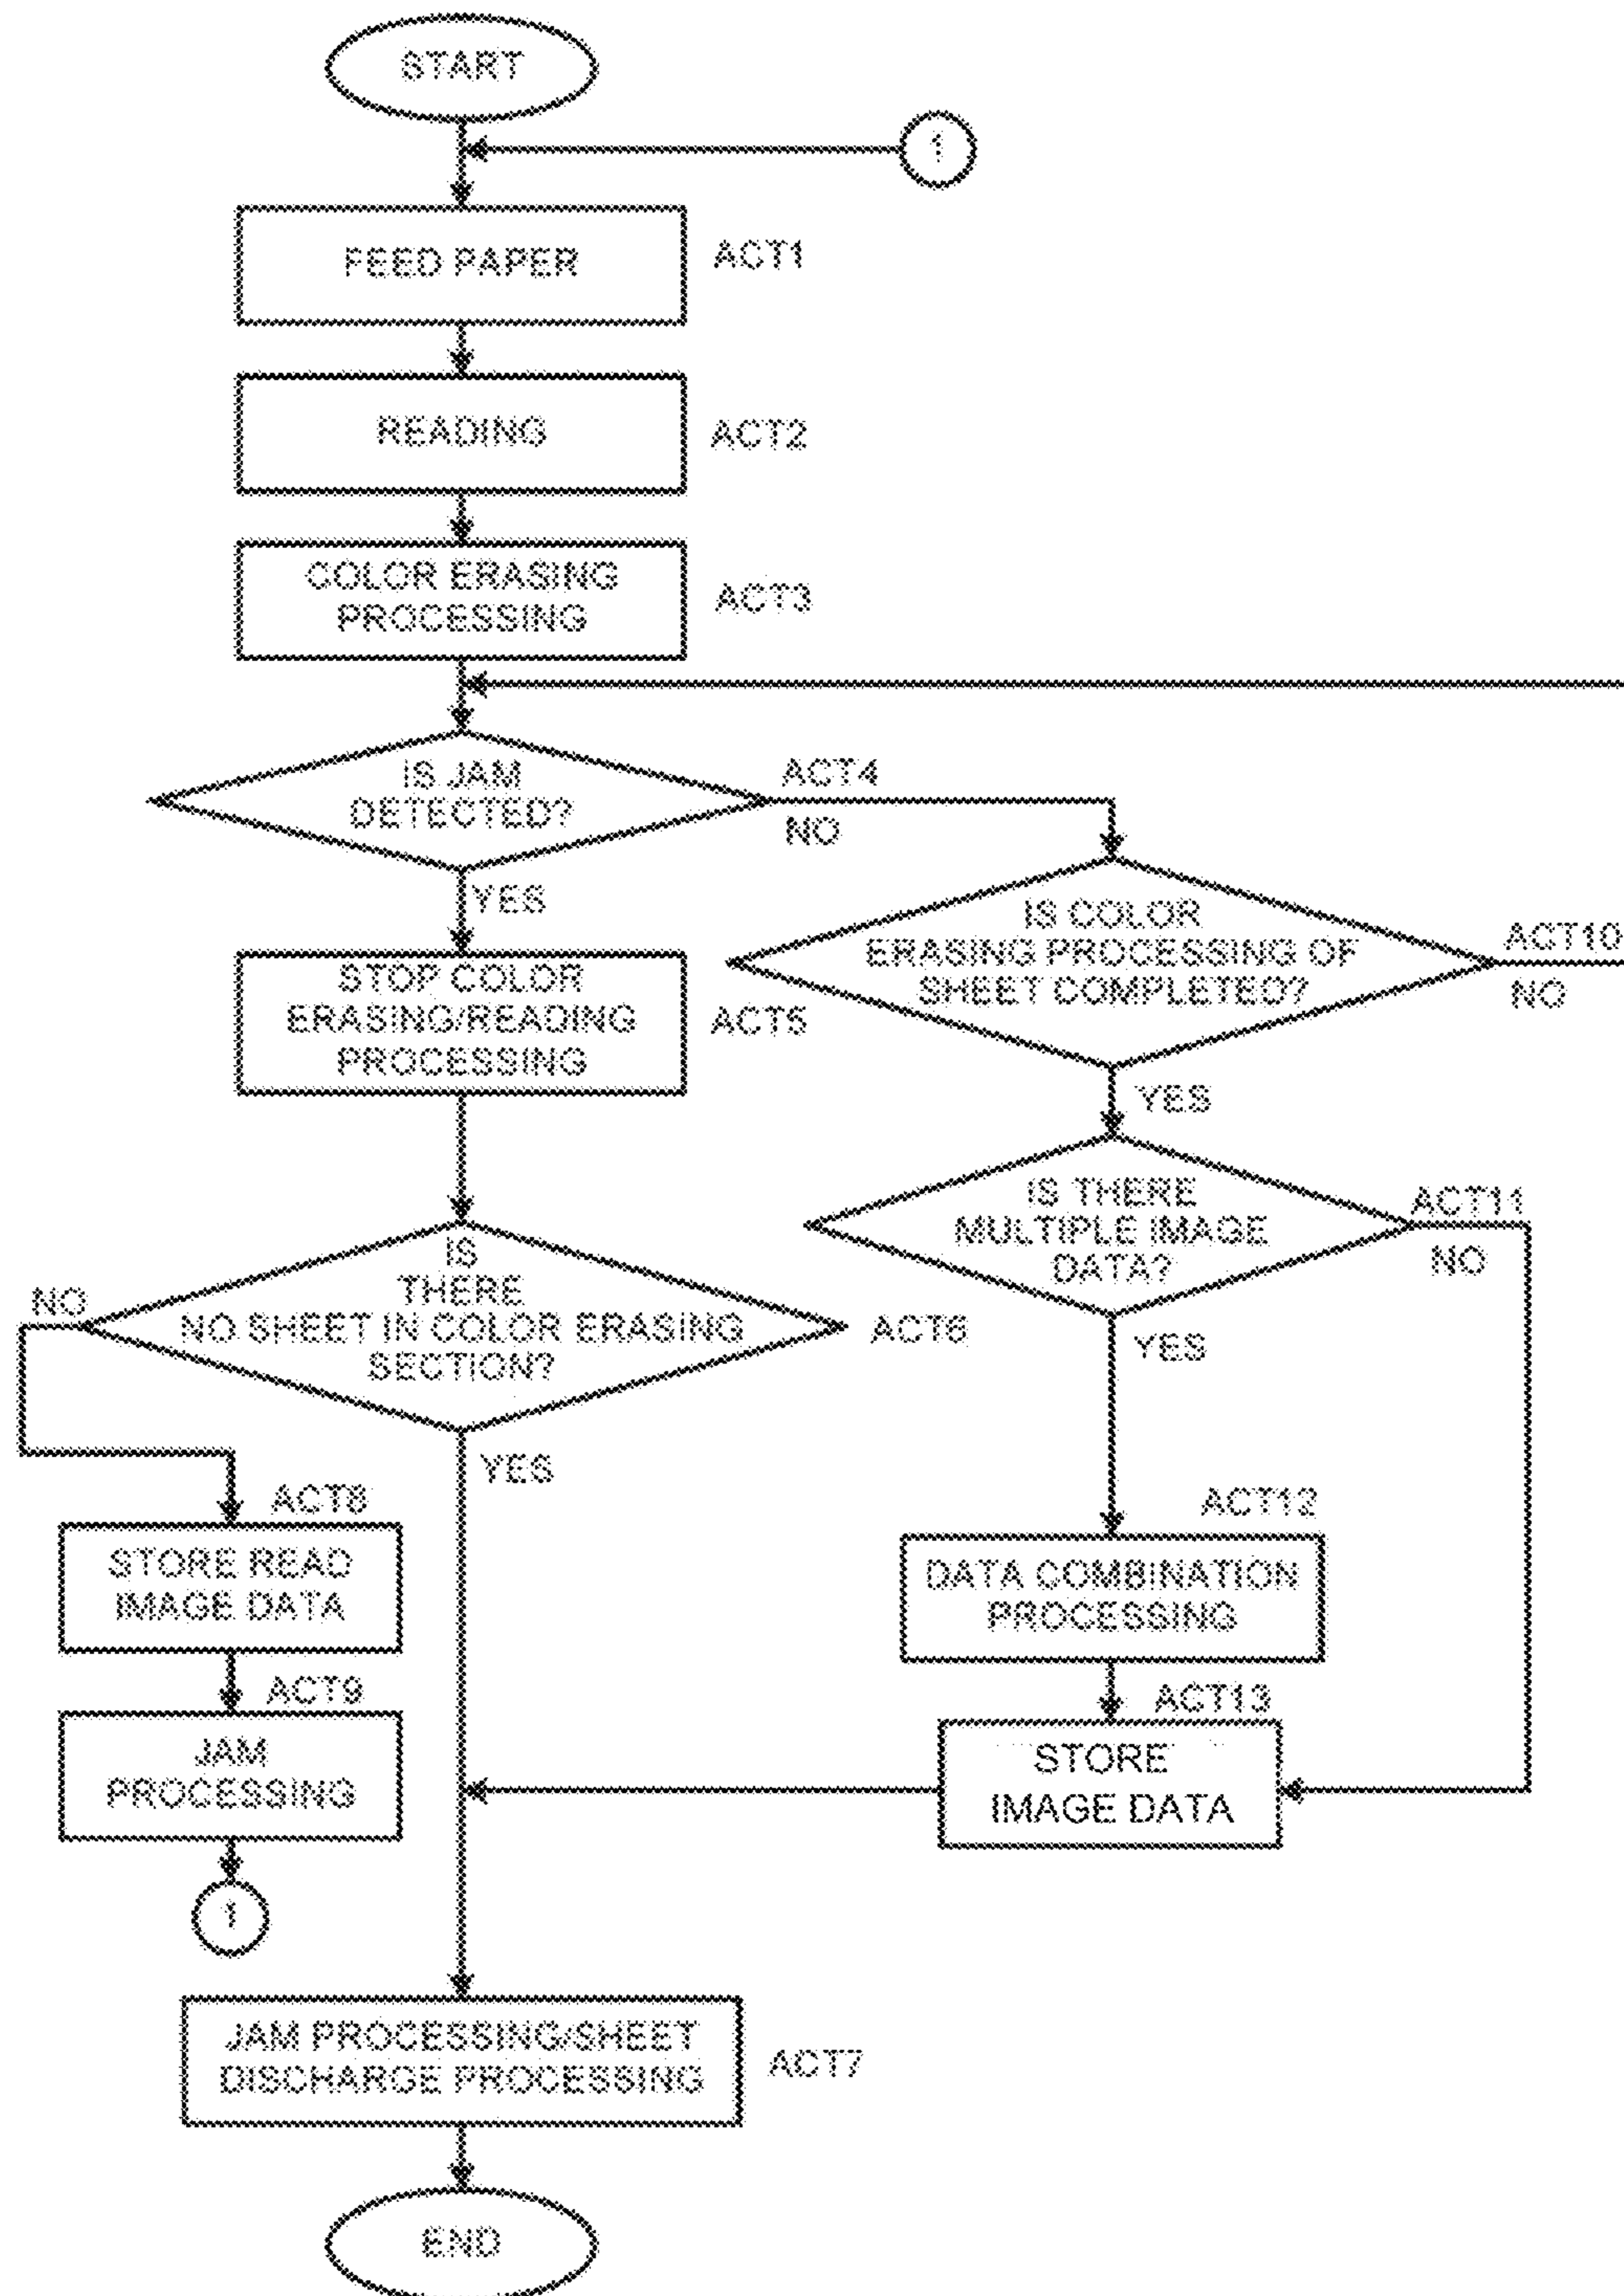 START
1
FEED PAPER
ACT1
READING
ACT2
COLOR ERASING
PROCESSING
ACT3
IS JAM
DETECTED?
ACT4
NO
YES
IS COLOR
ERASING PROCESSING OF
SHEET COMPLETED?
ACT10
NO
STOP COLOR
ERASING/READING
PROCESSING
ACT5
YES
IS THERE
MULTIPLE IMAGE
DATA?
ACT11
NO
IS
THERE
NO SHEET IN COLOR ERASING
SECTION?
NO
ACT6
YES
YES
ACT8
STORE READ
IMAGE DATA
ACT12
DATA COMBINATION
PROCESSING
ACT9
JAM
PROCESSING
ACT13
STORE
IMAGE DATA
1
JAM PROCESSING/SHEET
DISCHARGE PROCESSING
ACT7
END